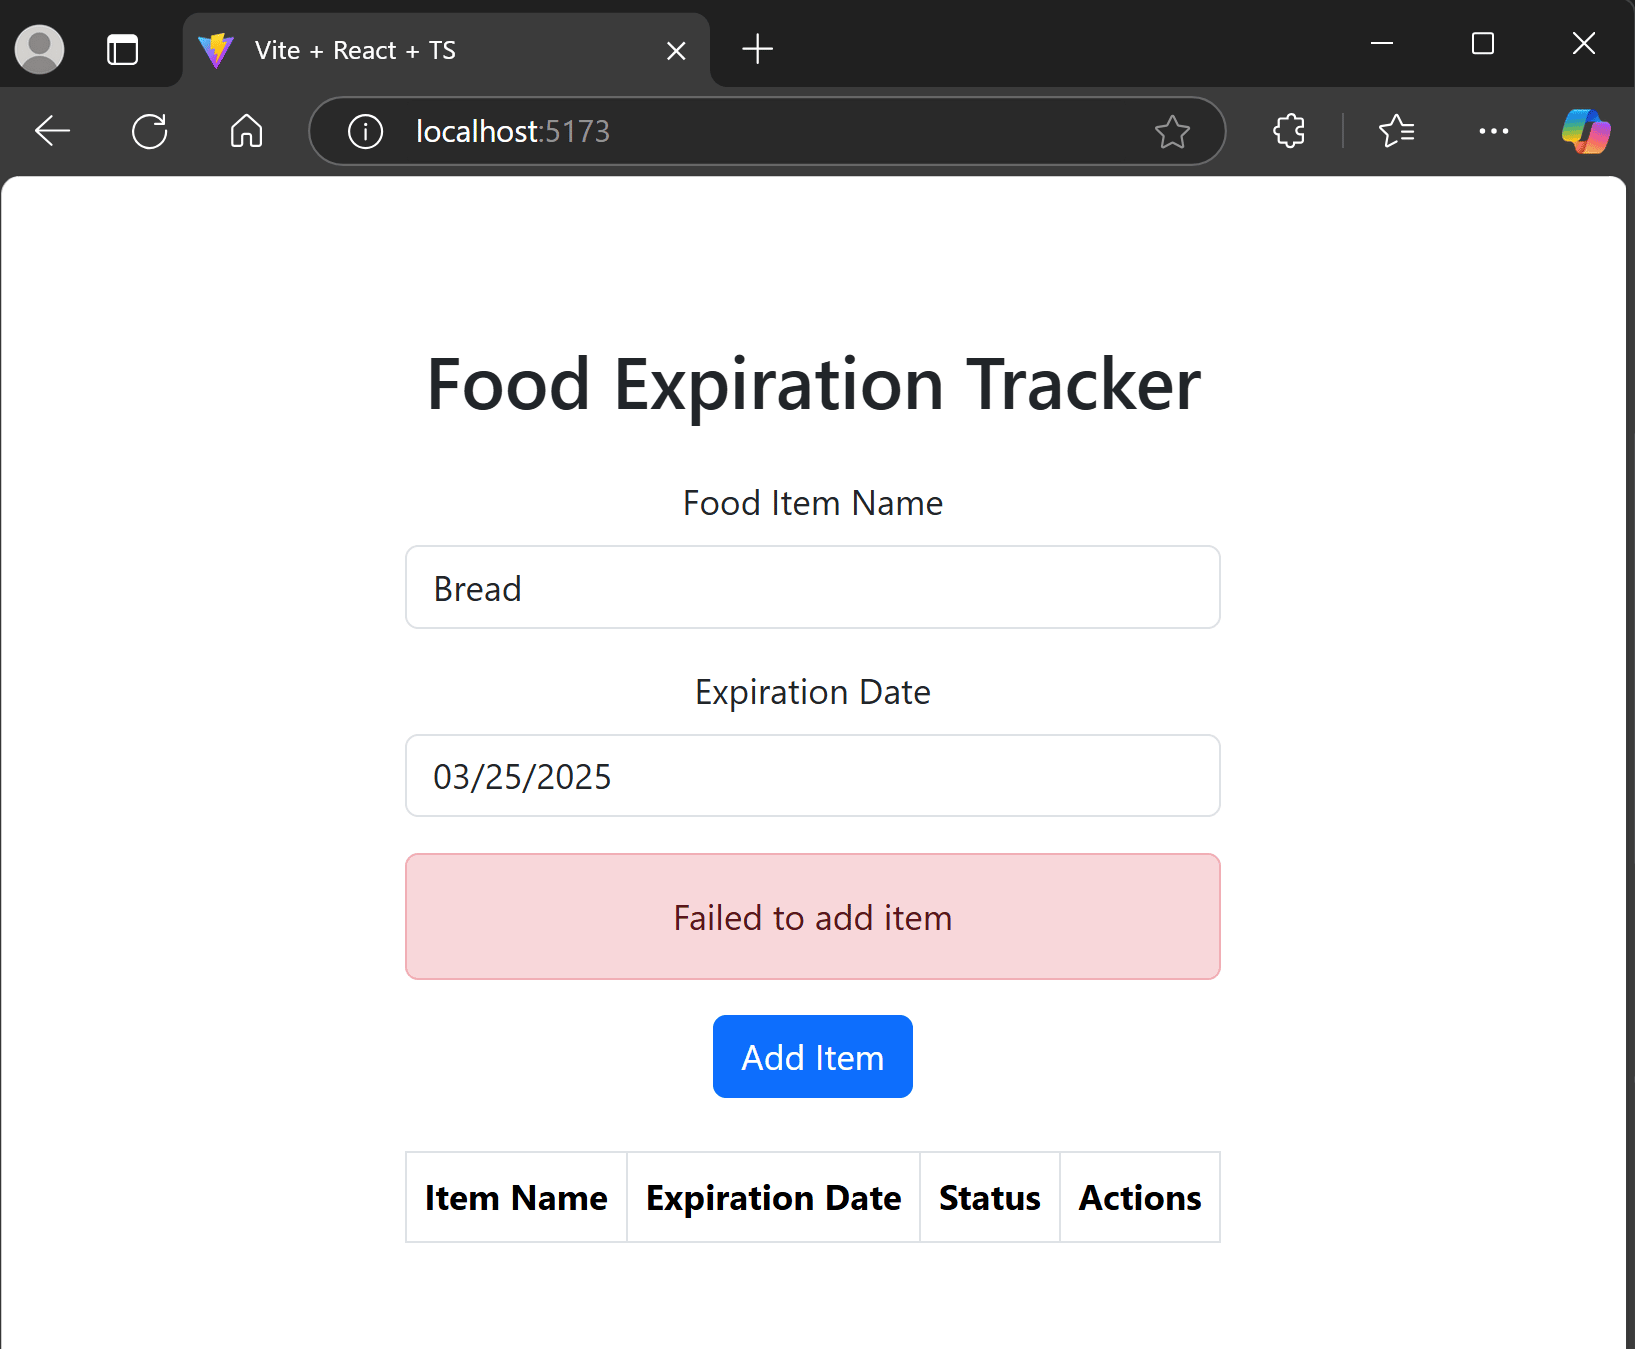 Vite + React + TS
localhost:5173
Food Expiration Tracker
Food Item Name
Bread
Expiration Date
03/25/2025
Failed to add item
Add Item
Item Name Expiration Date Status Actions